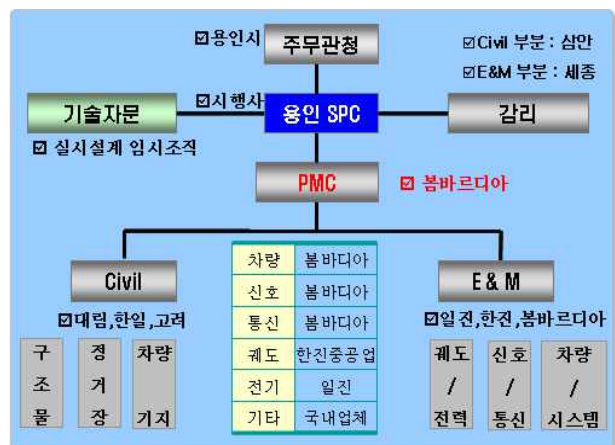 ☑용인시
주무관청
☑Civil 부분 : 삼안
☑E&M 부분 : 세종
기술자문
☑시행사
용인 SPC
감리
☑ 실시설계 임시조직
PMC
☑ 봄바르디아
Civil
☑대림,한일,고려
구조물
정거장
차량기지
차량 봄바디아
신호 봄바디아
통신 봄바디아
궤도 한진중공업
전기 일진
기타 국내업체
E & M
☑일진,한진,봄바르디아
궤도/전력
신호/통신
차량/시스템